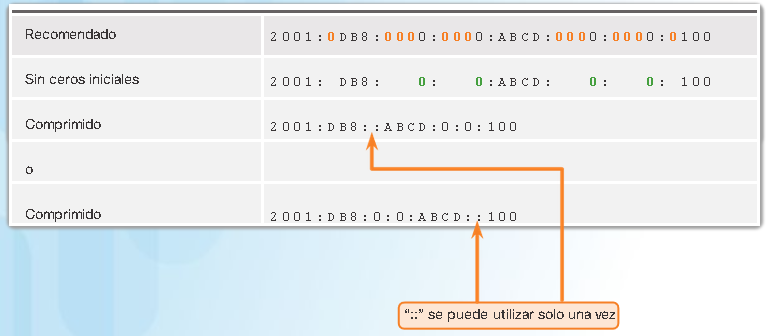 Recomendado 2001:0DB8:0000:0000:ABCD:0000:0000:0100
Sin ceros iniciales 2001: DB8: 0: 0:ABCD: 0: 0: 100
Comprimido 2001:DB8::ABCD:0:0:100
o
Comprimido 2001:DB8:0:0:ABCD::100
“::” se puede utilizar solo una vez